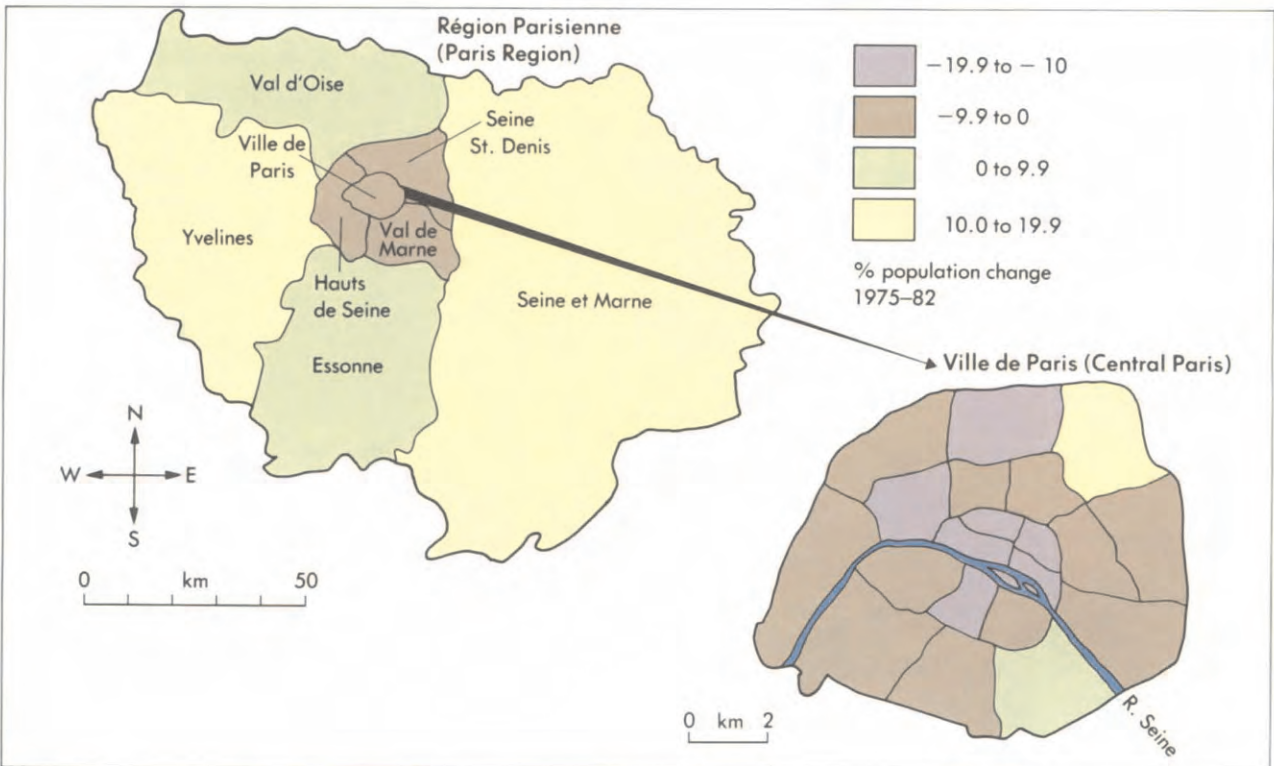 Région Parisienne
(Paris Region)
Val d'Oise
Seine
St. Denis
Ville de
Paris
Yvelines
Val de
Marne
Hauts
de Seine
Seine et Marne
Essonne
N
W
E
S
0 km 50
−19.9 to − 10
−9.9 to 0
0 to 9.9
10.0 to 19.9
% population change
1975–82
Ville de Paris (Central Paris)
R. Seine
0 km 2